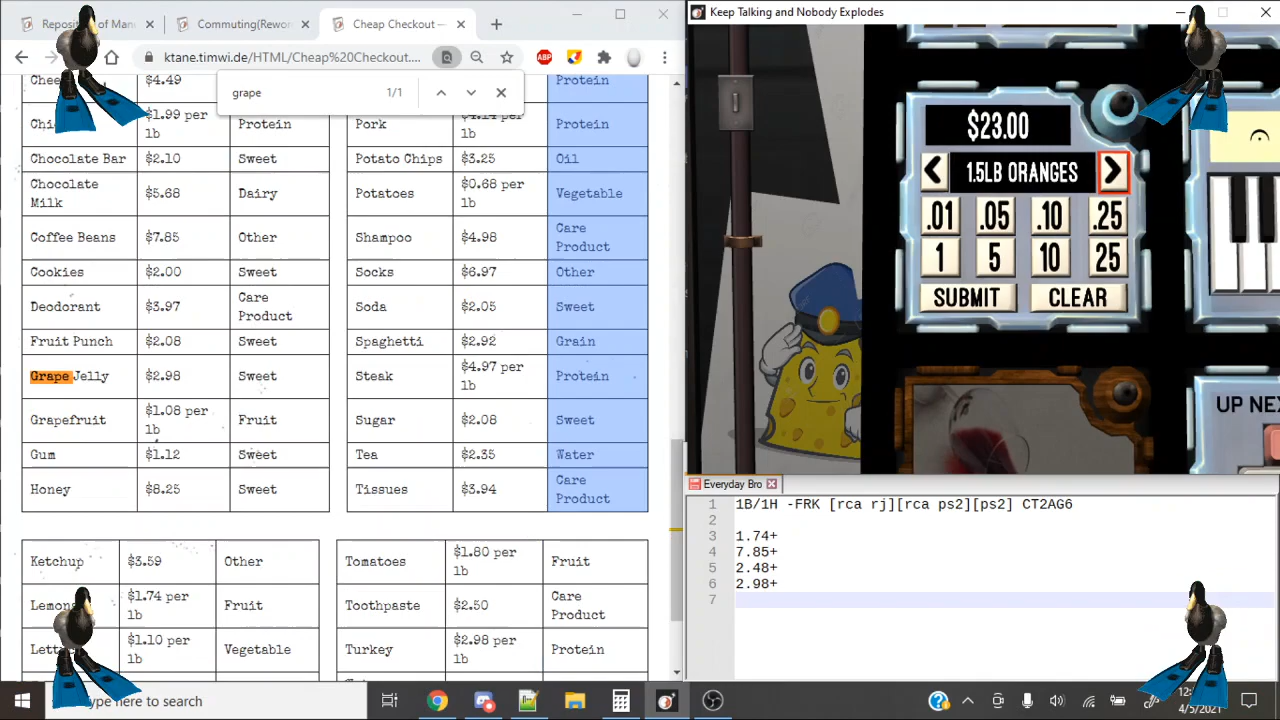 Commuting(Rewor
Cheap Checkout —
Keep Talking and Nobody Explodes
ktane.timwi.de/HTML/Cheap%20Checkout....
ABP
grape
1/1
$4.49 Protein
$1.99 per lb Protein Pork Protein
Chocolate Bar $2.10 Sweet Potato Chips $3.25 Oil
Chocolate Milk $5.68 Dairy Potatoes $0.68 per lb Vegetable
Coffee Beans $7.85 Other Shampoo $4.98 Care Product
Cookies $2.00 Sweet Socks $6.97 Other
Deodorant $3.97 Care Product Soda $2.05 Sweet
Fruit Punch $2.08 Sweet Spaghetti $2.92 Grain
Grape Jelly $2.98 Sweet Steak $4.97 per lb Protein
Grapefruit $1.08 per lb Fruit Sugar $2.08 Sweet
Gum $1.12 Sweet Tea $2.35 Water
Honey $8.25 Sweet Tissues $3.94 Care Product
Ketchup $3.59 Other Tomatoes $1.80 per lb Fruit
Lemons $1.74 per lb Fruit Toothpaste $2.50 Care Product
Lett $1.10 per lb Vegetable Turkey $2.98 per lb Protein
$23.00
1.5LB ORANGES
.01 .05 .10 .25
1 5 10 25
SUBMIT CLEAR
UP NEX
Everyday Bro
1 1B/1H -FRK [rca rj][rca ps2][ps2] CT2AG6
2
3 1.74+
4 7.85+
5 2.48+
6 2.98+
7
ype here to search
12:
4/5/2021